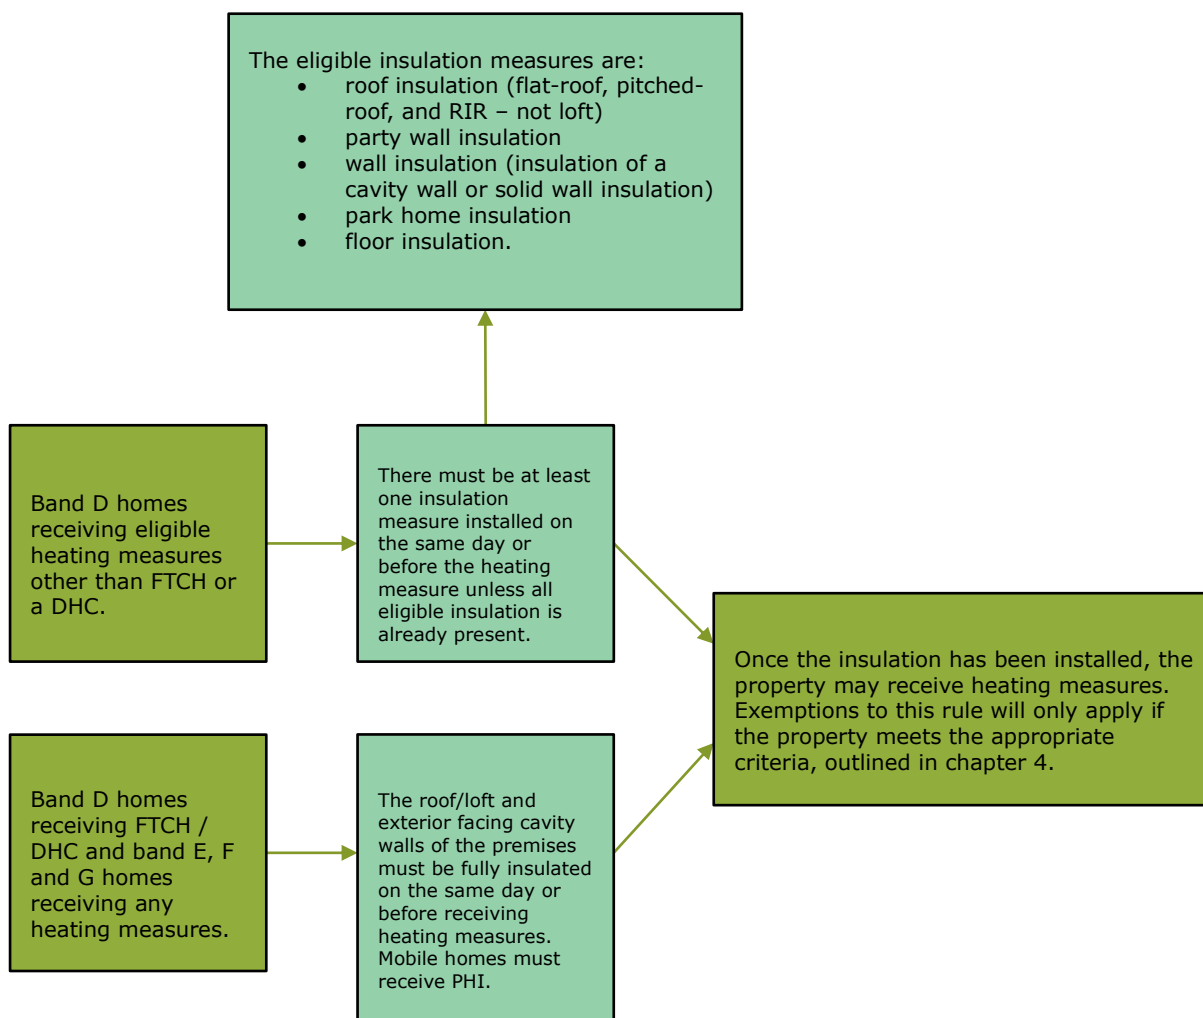 The eligible insulation measures are:
• roof insulation (flat-roof, pitched-
roof, and RIR – not loft)
• party wall insulation
• wall insulation (insulation of a
cavity wall or solid wall insulation)
• park home insulation
• floor insulation.
Band D homes
receiving eligible
heating measures
other than FTCH or
a DHC.
There must be at least
one insulation
measure installed on
the same day or
before the heating
measure unless all
eligible insulation is
already present.
Once the insulation has been installed, the
property may receive heating measures.
Exemptions to this rule will only apply if
the property meets the appropriate
criteria, outlined in chapter 4.
Band D homes
receiving FTCH /
DHC and band E, F
and G homes
receiving any
heating measures.
The roof/loft and
exterior facing cavity
walls of the premises
must be fully insulated
on the same day or
before receiving
heating measures.
Mobile homes must
receive PHI.